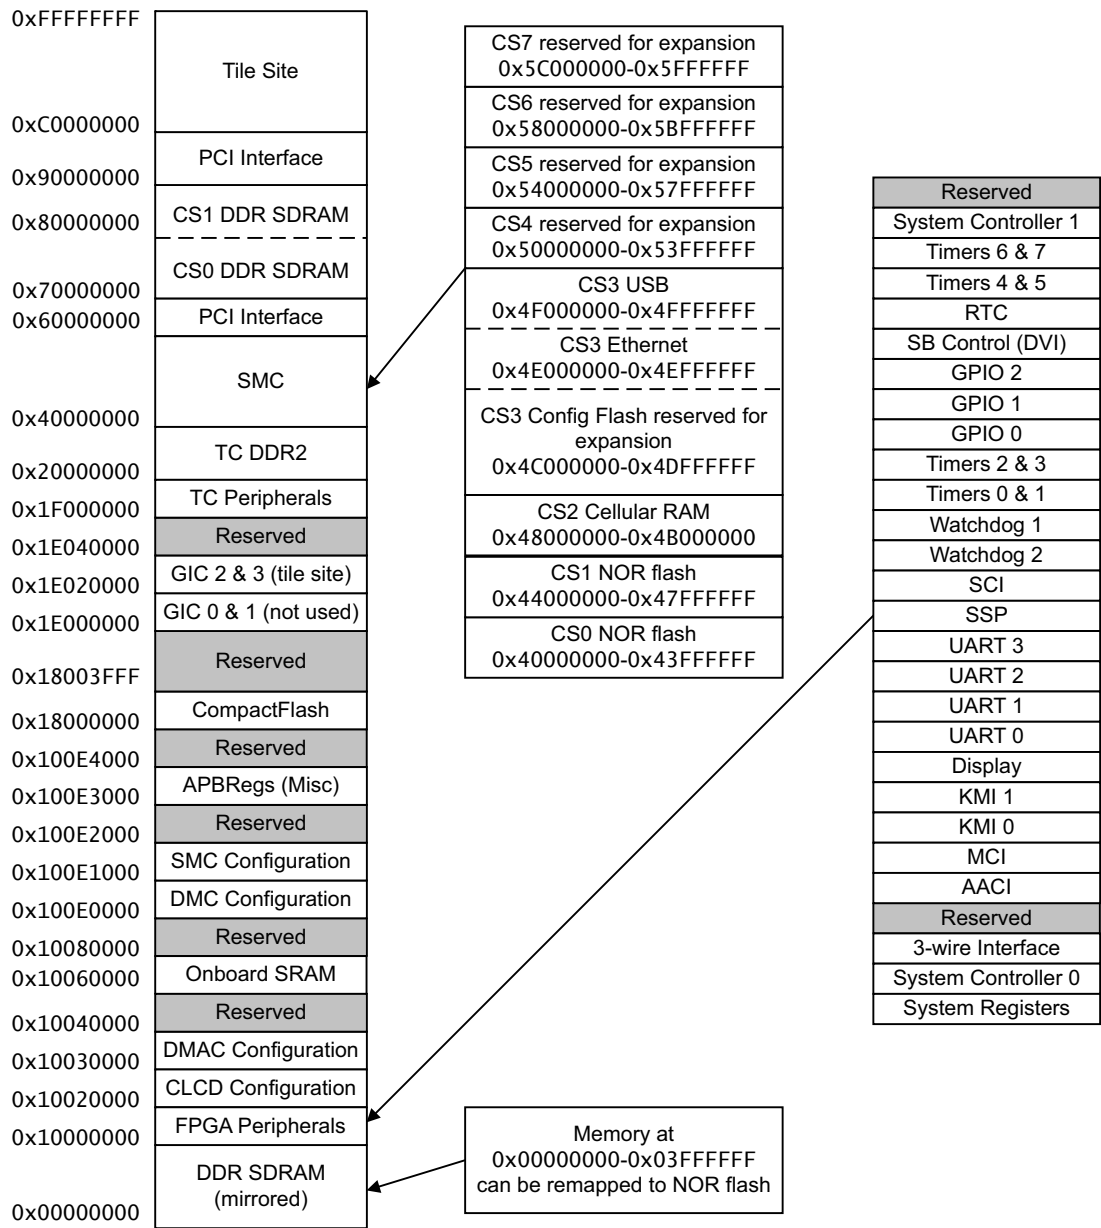 0xFFFFFFFF
Tile Site
0xC0000000
PCI Interface
0x90000000
CS1 DDR SDRAM
0x80000000
CS0 DDR SDRAM
0x70000000
0x60000000
PCI Interface
SMC
0x40000000
TC DDR2
0x20000000
TC Peripherals
0x1F000000
Reserved
0x1E040000
GIC 2 & 3 (tile site)
0x1E020000
GIC 0 & 1 (not used)
0x1E000000
Reserved
0x18003FFF
CompactFlash
0x18000000
Reserved
0x100E4000
APBRegs (Misc)
0x100E3000
Reserved
0x100E2000
SMC Configuration
0x100E1000
DMC Configuration
0x100E0000
Reserved
0x10080000
Onboard SRAM
0x10060000
Reserved
0x10040000
DMAC Configuration
0x10030000
CLCD Configuration
0x10020000
FPGA Peripherals
0x10000000
DDR SDRAM
(mirrored)
0x00000000
CS7 reserved for expansion
0x5C000000-0x5FFFFFFF
CS6 reserved for expansion
0x58000000-0x5BFFFFFF
CS5 reserved for expansion
0x54000000-0x57FFFFFF
CS4 reserved for expansion
0x50000000-0x53FFFFFF
CS3 USB
0x4F000000-0x4FFFFFFF
CS3 Ethernet
0x4E000000-0x4EFFFFFF
CS3 Config Flash reserved for
expansion
0x4C000000-0x4DFFFFFF
CS2 Cellular RAM
0x48000000-0x4B000000
CS1 NOR flash
0x44000000-0x47FFFFFF
CS0 NOR flash
0x40000000-0x43FFFFFF
Memory at
0x00000000-0x03FFFFFF
can be remapped to NOR flash
Reserved
System Controller 1
Timers 6 & 7
Timers 4 & 5
RTC
SB Control (DVI)
GPIO 2
GPIO 1
GPIO 0
Timers 2 & 3
Timers 0 & 1
Watchdog 1
Watchdog 2
SCI
SSP
UART 3
UART 2
UART 1
UART 0
Display
KMI 1
KMI 0
MCI
AACI
Reserved
3-wire Interface
System Controller 0
System Registers